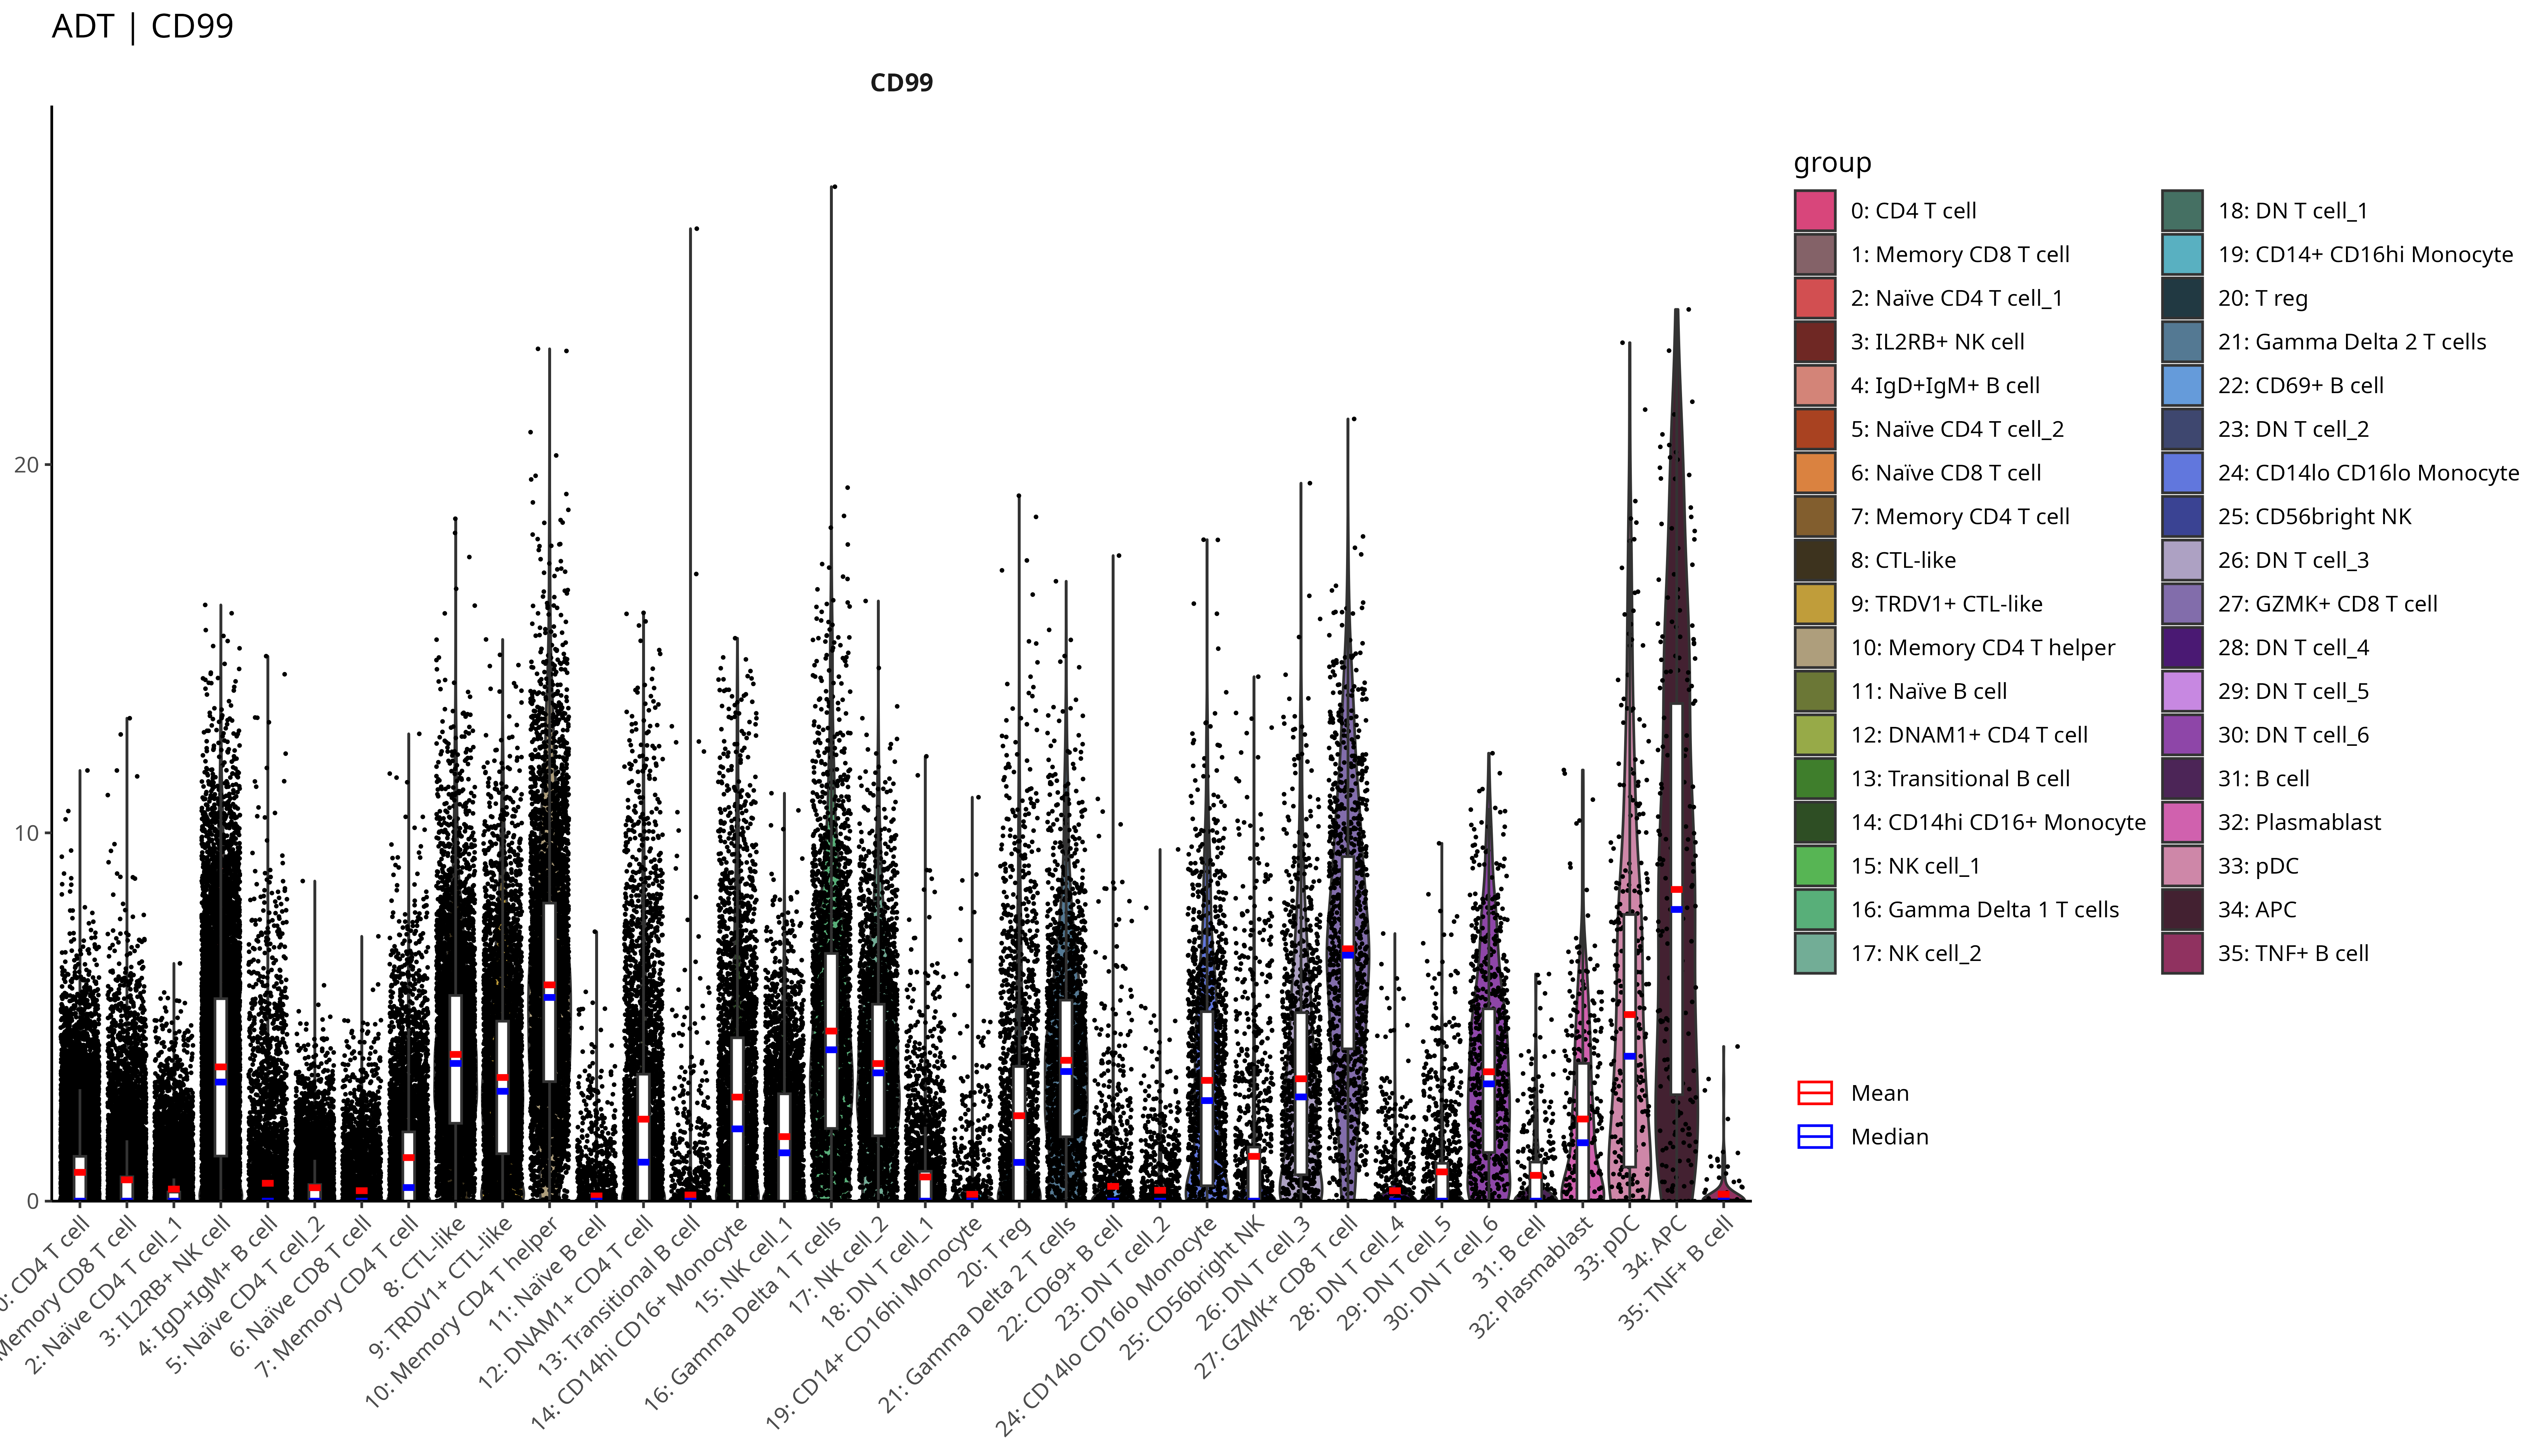 ADT | CD99
CD99
20
10
0
0: CD4 T cell
Memory CD8 T cell
2: Naïve CD4 T cell_1
3: IL2RB+ NK cell
4: IgD+IgM+ B cell
5: Naïve CD4 T cell_2
6: Naïve CD8 T cell
7: Memory CD4 T cell
8: CTL-like
9: TRDV1+ CTL-like
10: Memory CD4 T helper
11: Naïve B cell
12: DNAM1+ CD4 T cell
13: Transitional B cell
14: CD14hi CD16+ Monocyte
15: NK cell_1
16: Gamma Delta 1 T cells
17: NK cell_2
18: DN T cell_1
19: CD14+ CD16hi Monocyte
20: T reg
21: Gamma Delta 2 T cells
22: CD69+ B cell
23: DN T cell_2
24: CD14lo CD16lo Monocyte
25: CD56bright NK
26: DN T cell_3
27: GZMK+ CD8 T cell
28: DN T cell_4
29: DN T cell_5
30: DN T cell_6
31: B cell
32: Plasmablast
33: pDC
34: APC
35: TNF+ B cell
group
0: CD4 T cell
1: Memory CD8 T cell
2: Naïve CD4 T cell_1
3: IL2RB+ NK cell
4: IgD+IgM+ B cell
5: Naïve CD4 T cell_2
6: Naïve CD8 T cell
7: Memory CD4 T cell
8: CTL-like
9: TRDV1+ CTL-like
10: Memory CD4 T helper
11: Naïve B cell
12: DNAM1+ CD4 T cell
13: Transitional B cell
14: CD14hi CD16+ Monocyte
15: NK cell_1
16: Gamma Delta 1 T cells
17: NK cell_2
18: DN T cell_1
19: CD14+ CD16hi Monocyte
20: T reg
21: Gamma Delta 2 T cells
22: CD69+ B cell
23: DN T cell_2
24: CD14lo CD16lo Monocyte
25: CD56bright NK
26: DN T cell_3
27: GZMK+ CD8 T cell
28: DN T cell_4
29: DN T cell_5
30: DN T cell_6
31: B cell
32: Plasmablast
33: pDC
34: APC
35: TNF+ B cell
Mean
Median